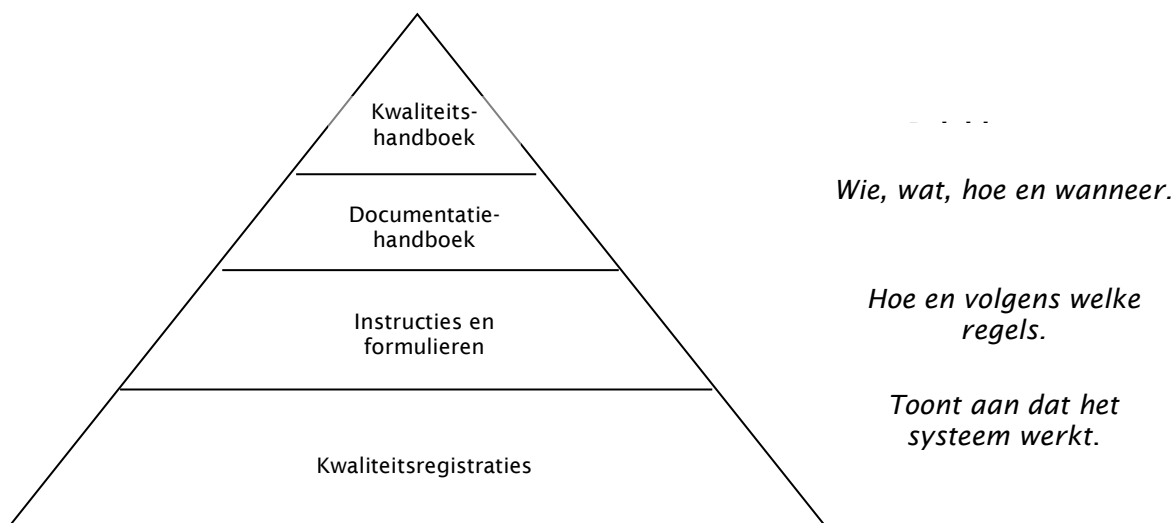 Kwaliteits-
handboek
Wie, wat, hoe en wanneer.
Documentatie-
handboek
Hoe en volgens welke
regels.
Instructies en
formulieren
Toont aan dat het
systeem werkt.
Kwaliteitsregistraties